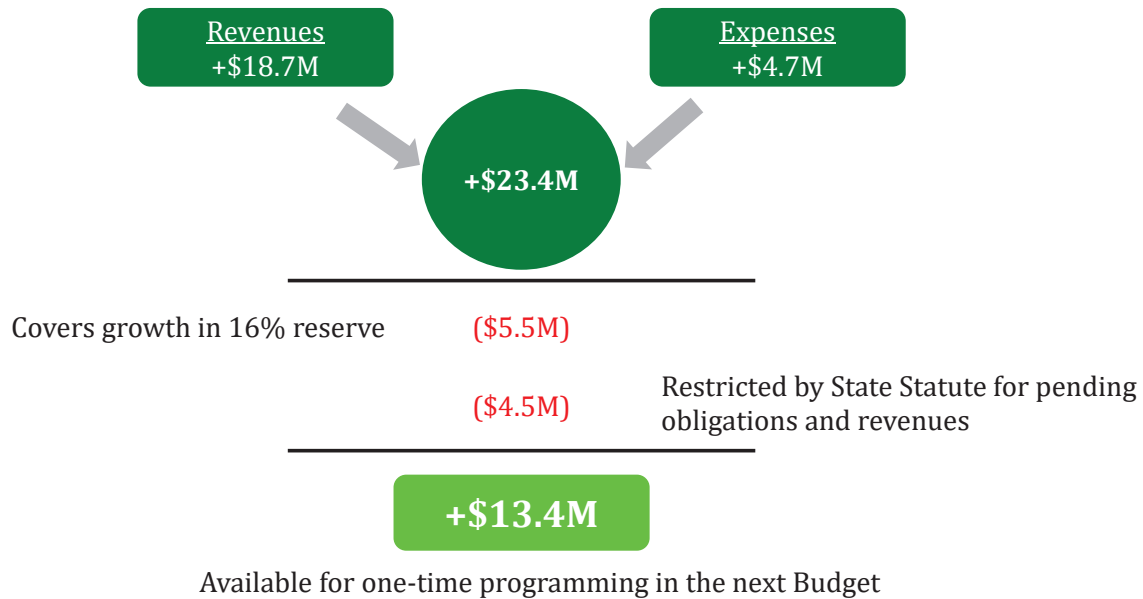 Revenues
+$18.7M
Expenses
+$4.7M
+$23.4M
Covers growth in 16% reserve
($5.5M)
($4.5M)
Restricted by State Statute for pending
obligations and revenues
+$13.4M
Available for one-time programming in the next Budget